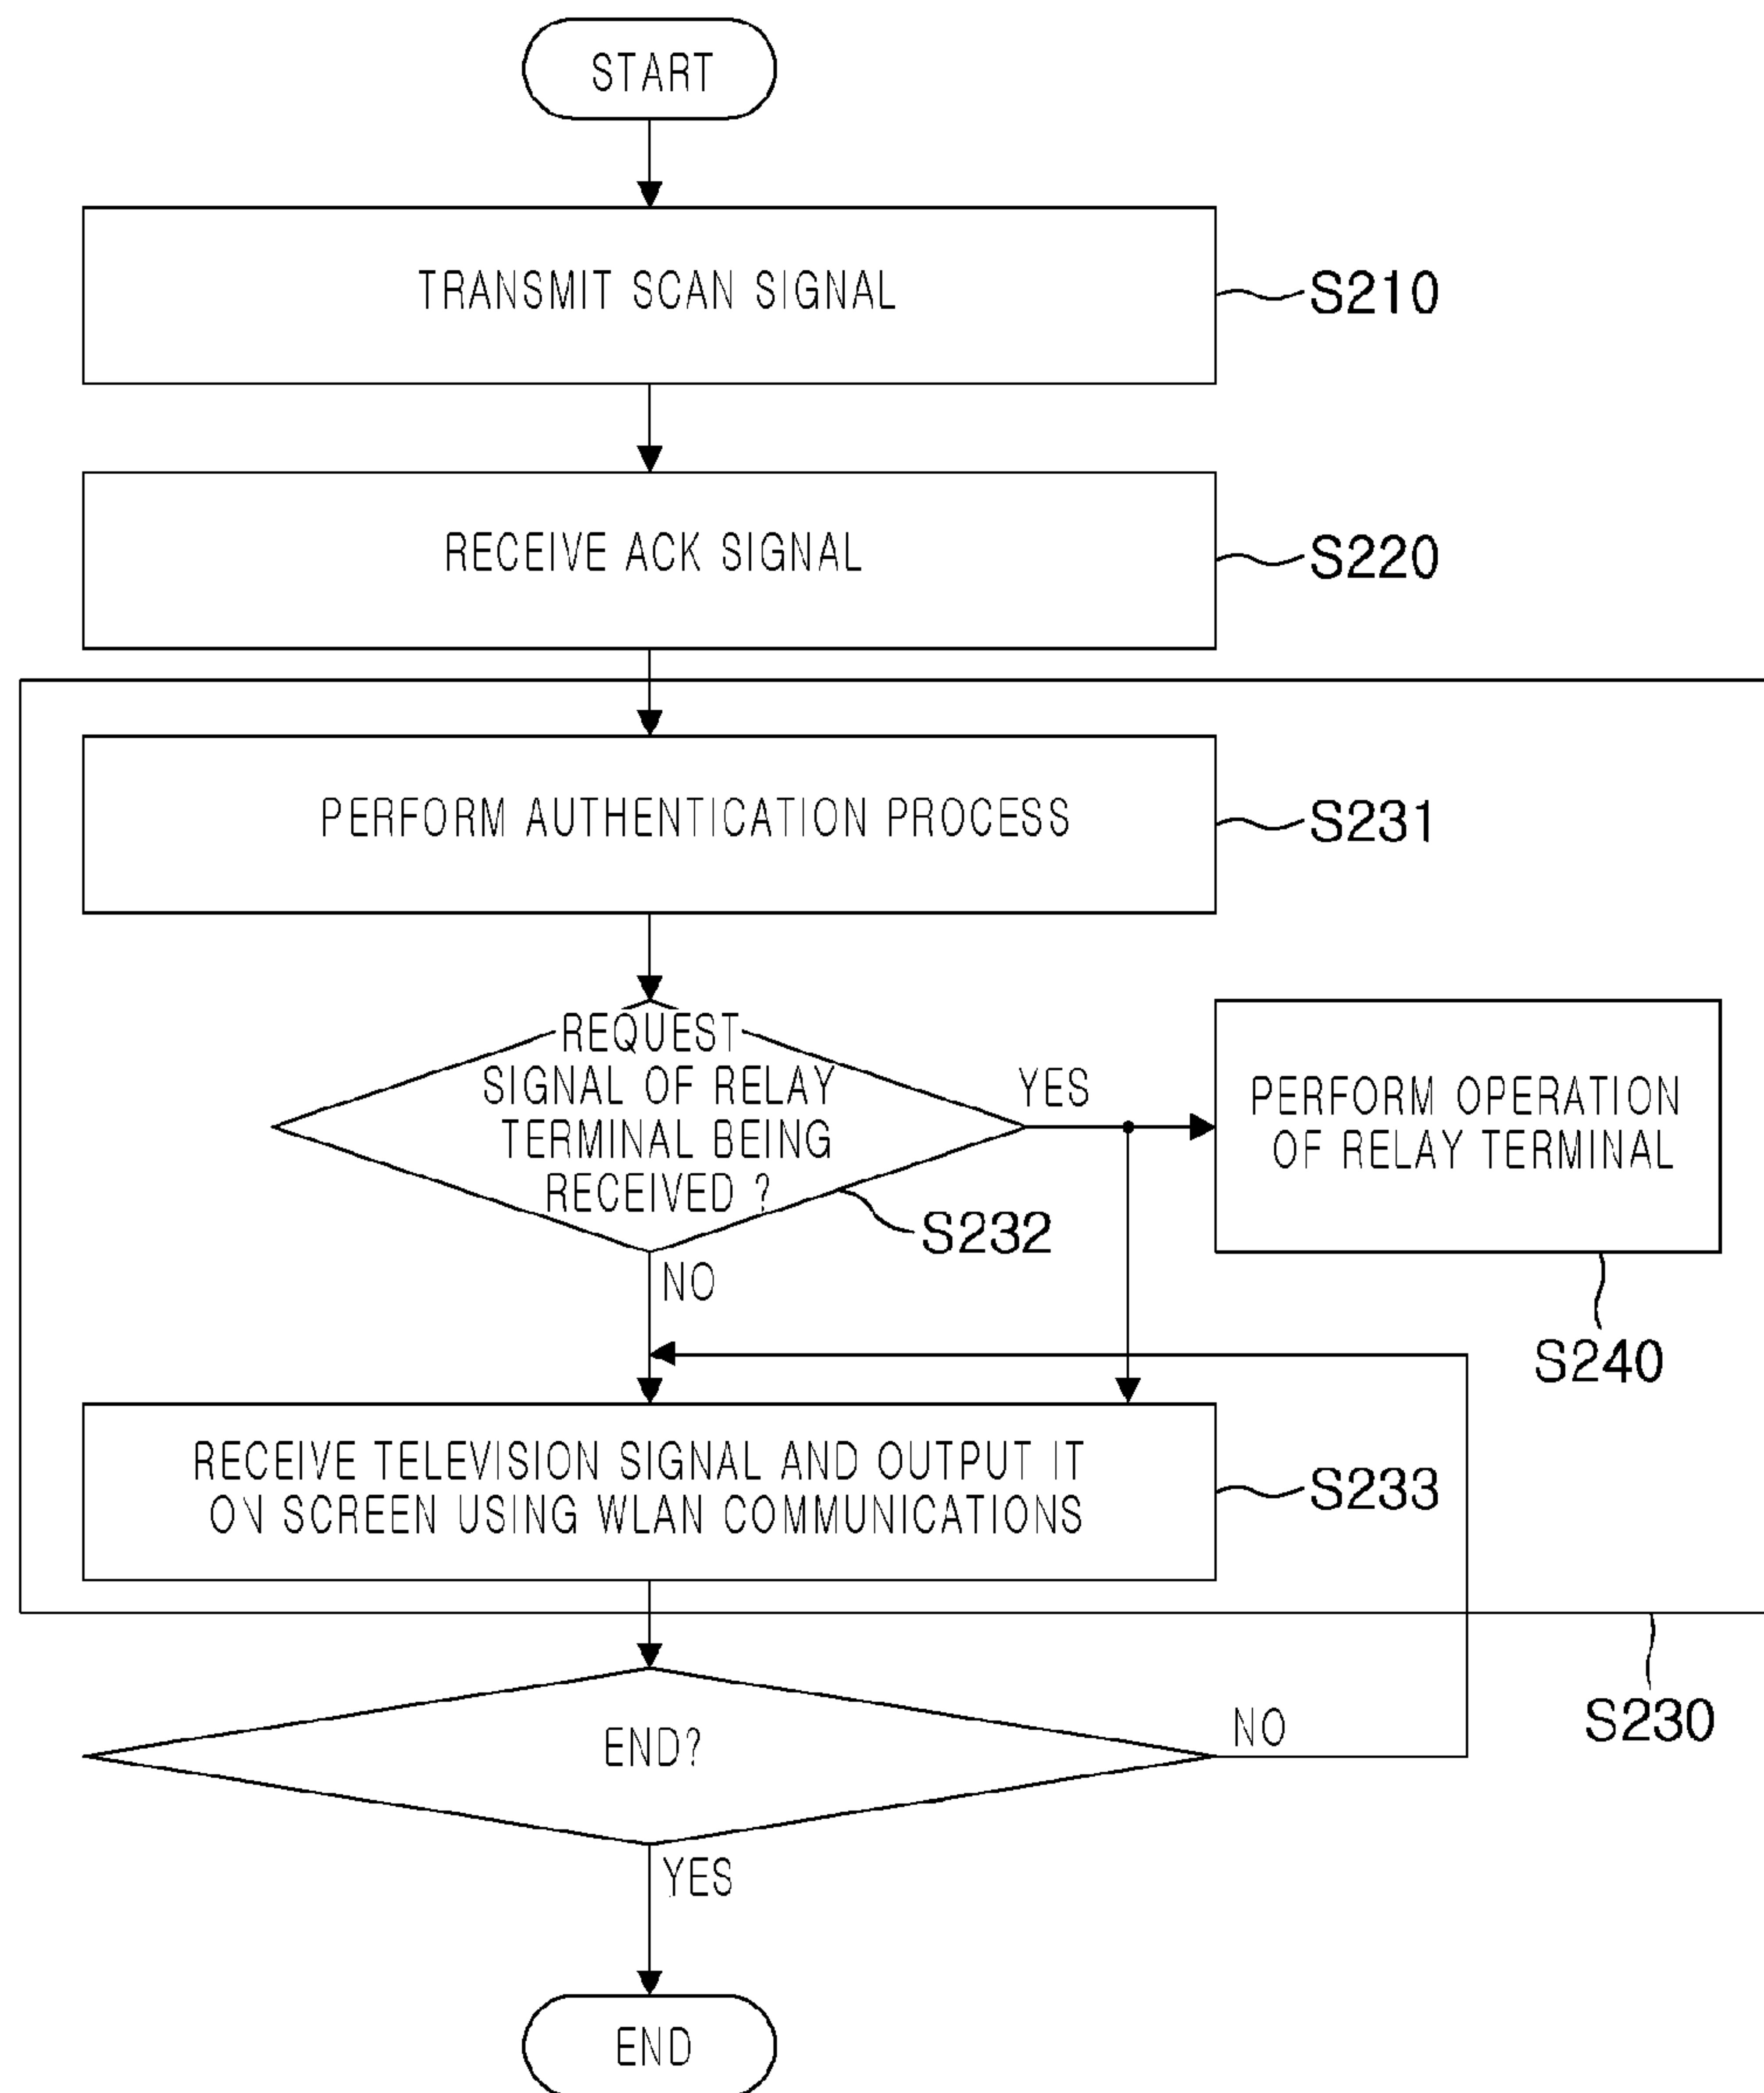 START
TRANSMIT SCAN SIGNAL
S210
RECEIVE ACK SIGNAL
S220
PERFORM AUTHENTICATION PROCESS
S231
REQUEST
SIGNAL OF RELAY
TERMINAL BEING
RECEIVED ?
S232
YES
PERFORM OPERATION
OF RELAY TERMINAL
S240
NO
RECEIVE TELEVISION SIGNAL AND OUTPUT IT
ON SCREEN USING WLAN COMMUNICATIONS
S233
S230
END?
NO
YES
END